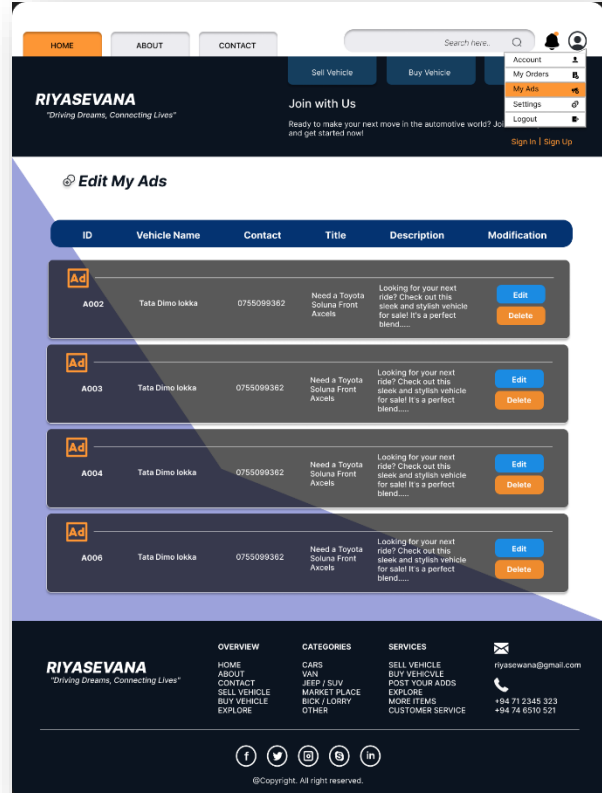 HOME ABOUT CONTACT Search here.
Account
My Orders
My Ads
Settings
Logout
Sell Vehicle Buy Vehicle
RIYASEVANA
"Driving Dreams, Connecting Lives"
Join with Us
Ready to make your next move in the automotive world?
and get started now!
Sign In | Sign Up
Edit My Ads
ID Vehicle Name Contact Title Description Modification
Ad
A002 Tata Dimo lokka 0755099362
Need a Toyota
Soluna Front
Axcels
Looking for your next
ride? Check out this
sleek and stylish vehicle
for sale! It's a perfect
blend.....
Edit
Delete
Ad
A003 Tata Dimo lokka 0755099362
Need a Toyota
Soluna Front
Axcels
Looking for your next
ride? Check out this
sleek and stylish vehicle
for sale! It's a perfect
blend.....
Edit
Delete
Ad
A004 Tata Dimo lokka 0755099362
Need a Toyota
Soluna Front
Axcels
Looking for your next
ride? Check out this
sleek and stylish vehicle
for sale! It's a perfect
blend.....
Edit
Delete
Ad
A006 Tata Dimo lokka 0755099362
Need a Toyota
Soluna Front
Axcels
Looking for your next
ride? Check out this
sleek and stylish vehicle
for sale! It's a perfect
blend.....
Edit
Delete
RIYASEVANA
"Driving Dreams, Connecting Lives"
OVERVIEW
HOME
ABOUT
CONTACT
SELL VEHICLE
BUY VEHICLE
EXPLORE
CATEGORIES
CARS
VAN
JEEP / SUV
MARKET PLACE
BICK / LORRY
OTHER
SERVICES
SELL VEHICLE
BUY VEHICVLE
POST YOUR ADDS
EXPLORE
MORE ITEMS
CUSTOMER SERVICE
riyasewana@gmail.com
+94 71 2345 323
+94 74 6510 521
@Copyright. All right reserved.